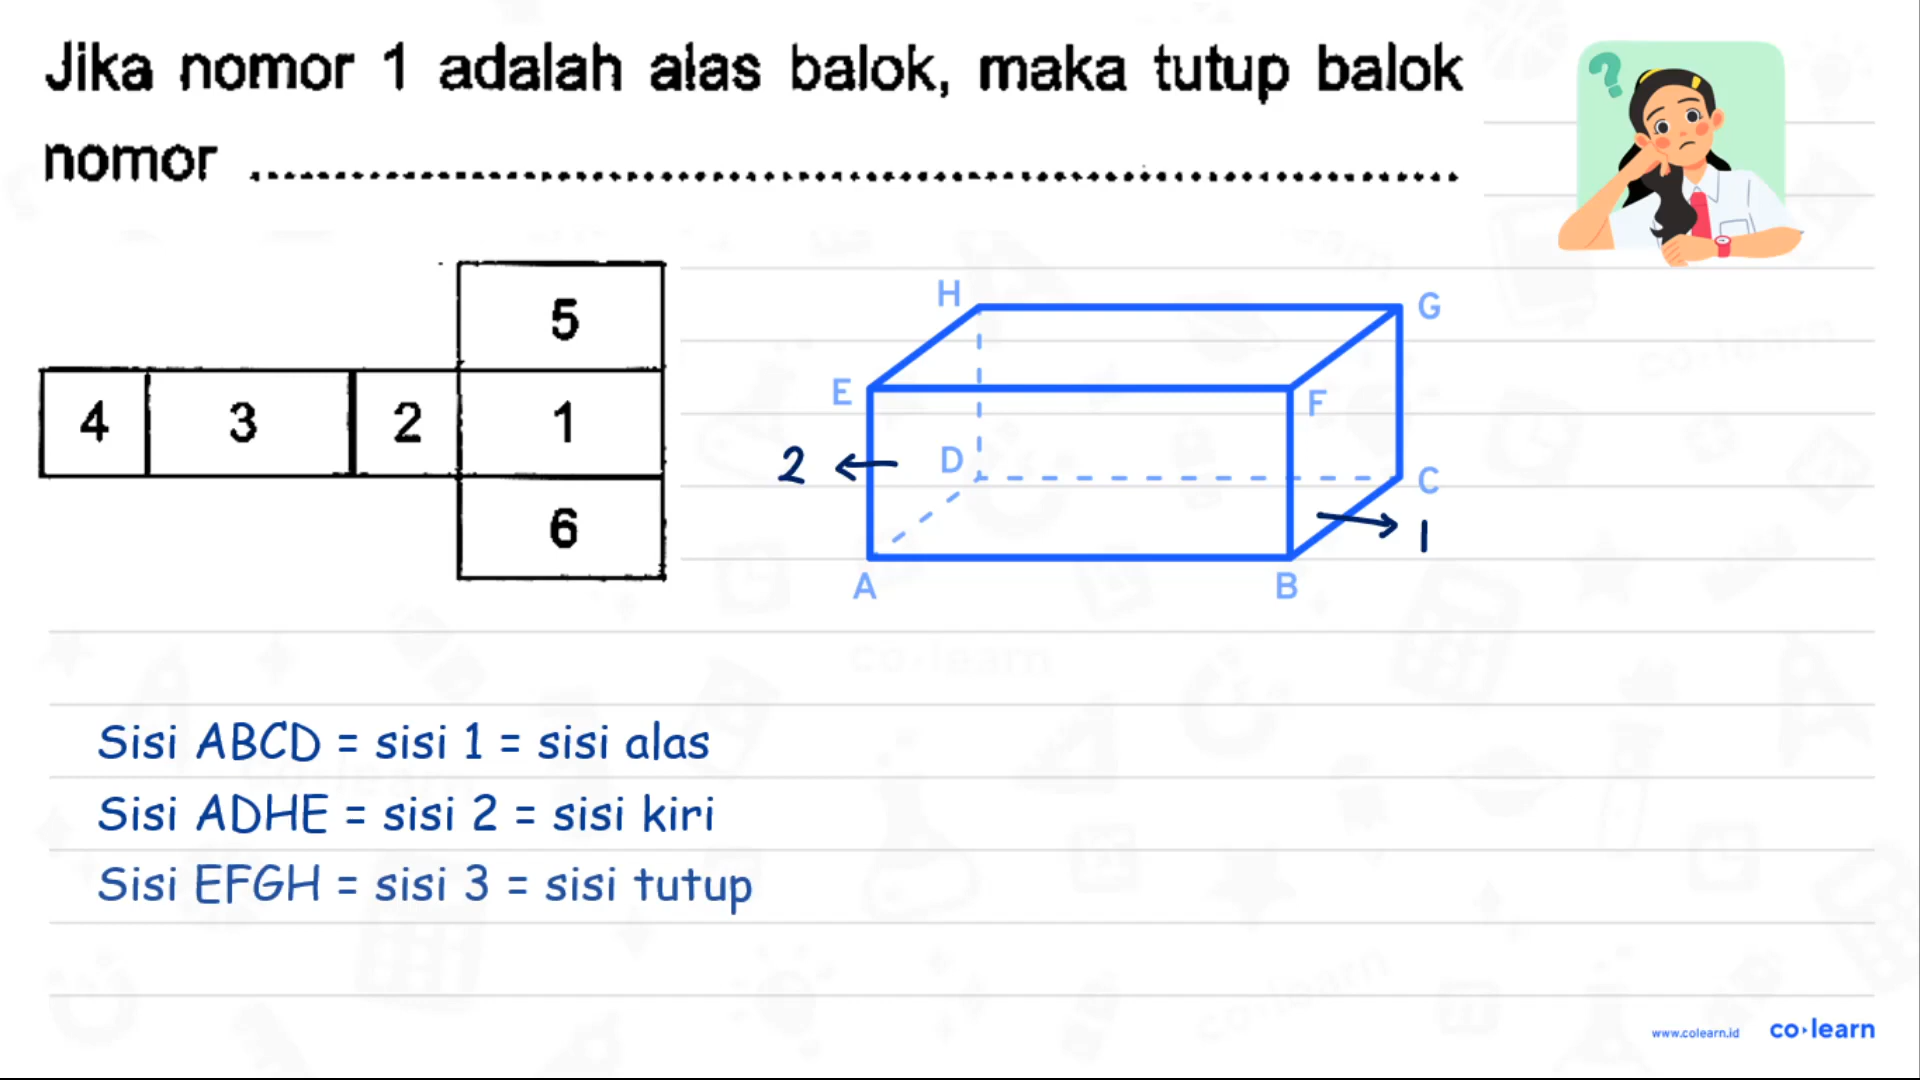 Jika nomor 1 adalah alas balok, maka tutup balok
nomor ................................................................
5
4 3 2 1
6
H G
E F
2 D C
1
A B
Sisi ABCD = sisi 1 = sisi alas
Sisi ADHE = sisi 2 = sisi kiri
Sisi EFGH = sisi 3 = sisi tutup
co·learn
www.colearn.id co·learn